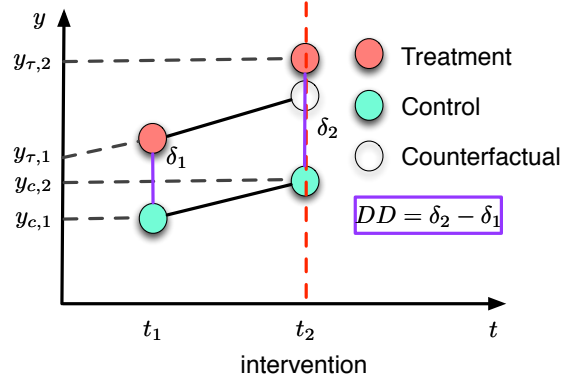 y
y_{τ,2}
Treatment
Control
δ_1
δ_2
y_{τ,1}
Counterfactual
y_{c,2}
y_{c,1}
DD = δ_2 − δ_1
t_1
t_2
t
intervention